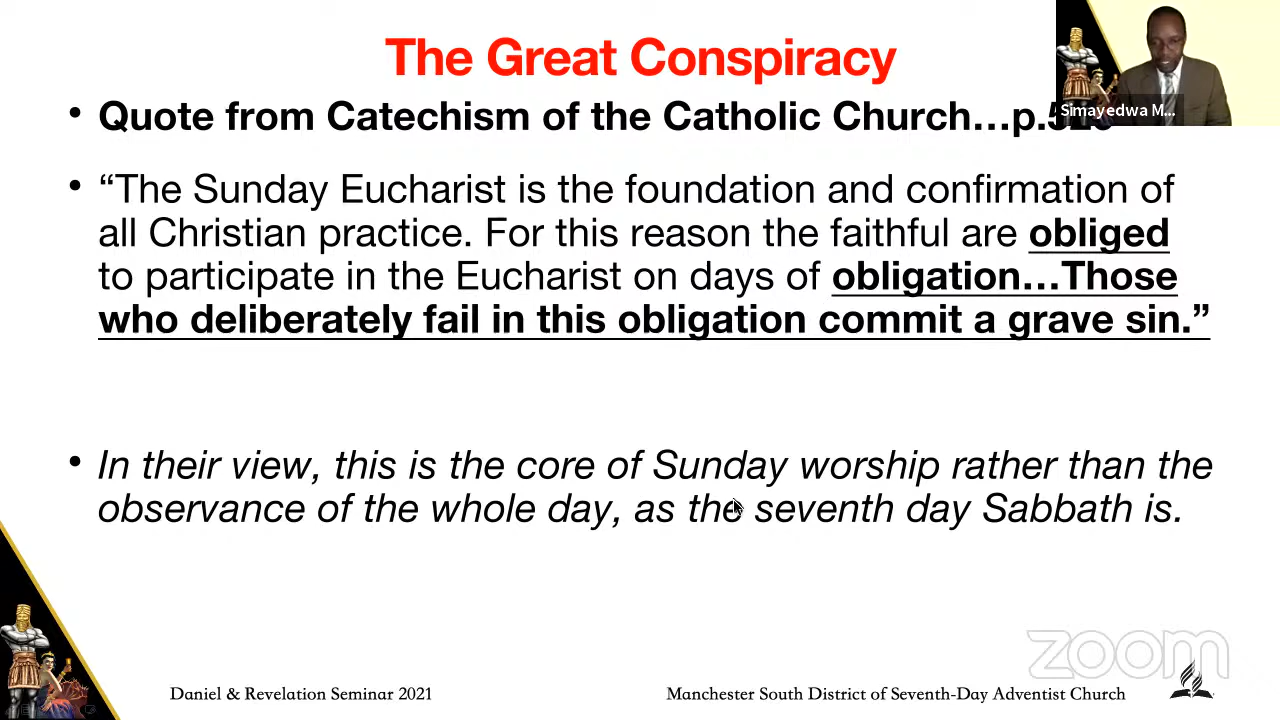 The Great Conspiracy
• Quote from Catechism of the Catholic Church…p.
Simayedwa M...
• “The Sunday Eucharist is the foundation and confirmation of
all Christian practice. For this reason the faithful are obliged
to participate in the Eucharist on days of obligation…Those
who deliberately fail in this obligation commit a grave sin.”
• In their view, this is the core of Sunday worship rather than the
observance of the whole day, as the seventh day Sabbath is.
zoom
Daniel & Revelation Seminar 2021
Manchester South District of Seventh-Day Adventist Church